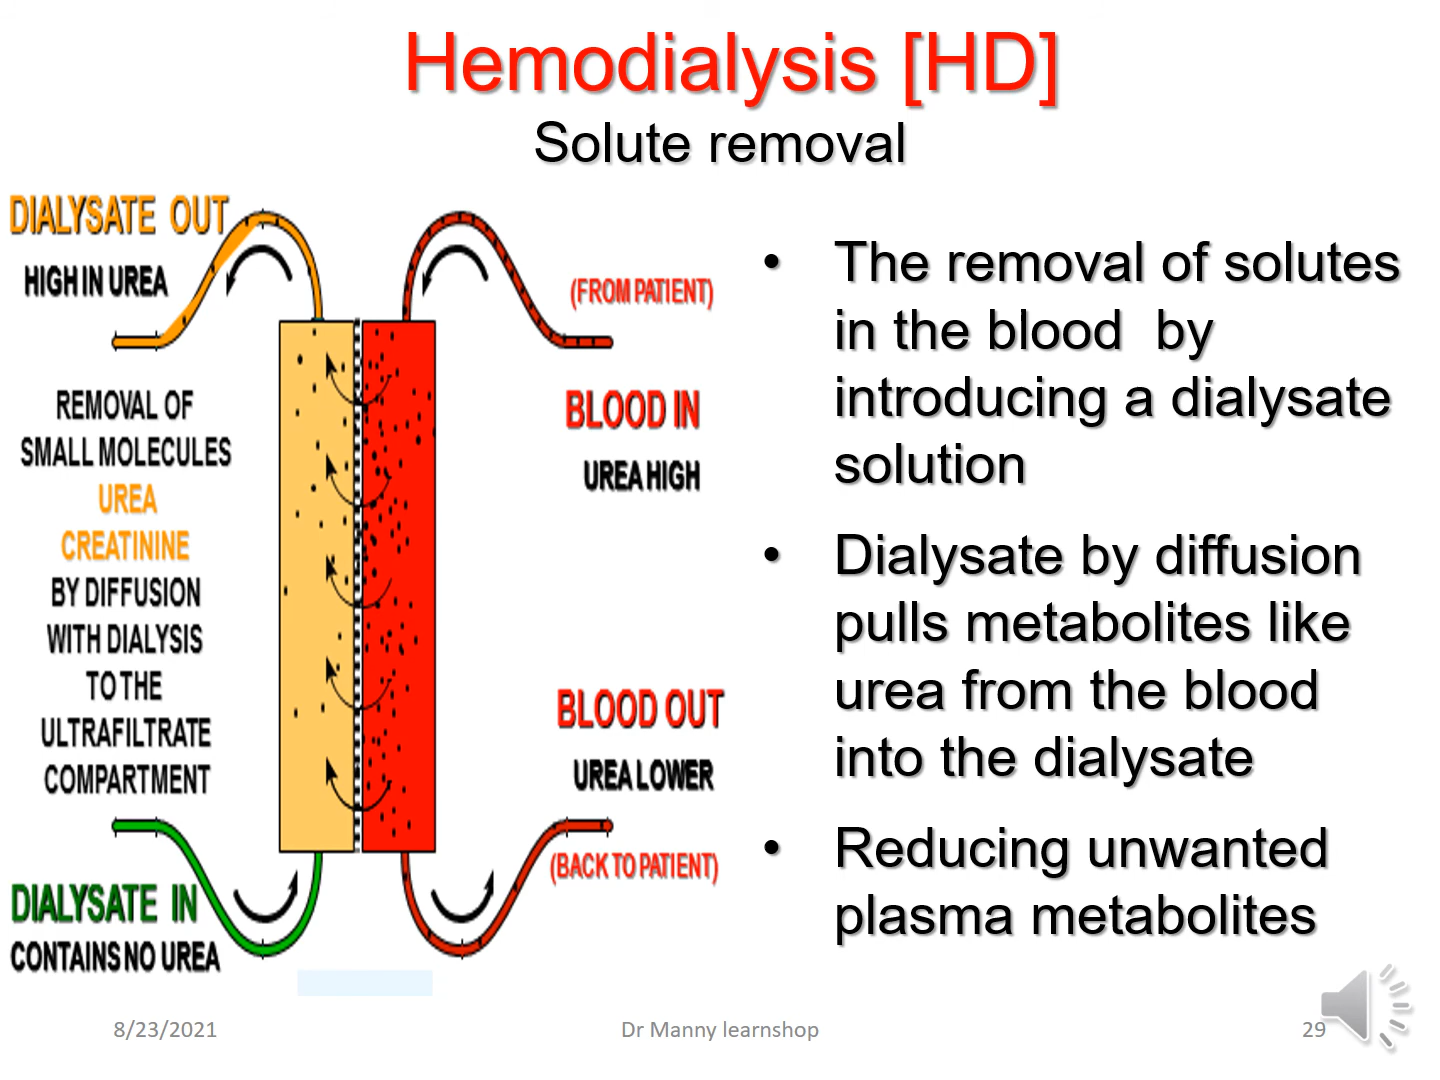 Hemodialysis [HD]
Solute removal
DIALYSATE OUT
HIGH IN UREA
REMOVAL OF
SMALL MOLECULES
UREA
CREATININE
BY DIFFUSION
WITH DIALYSIS
TO THE
ULTRAFILTRATE
COMPARTMENT
DIALYSATE IN
CONTAINS NO UREA
(FROM PATIENT)
BLOOD IN
UREA HIGH
BLOOD OUT
UREA LOWER
(BACK TO PATIENT)
• The removal of solutes
in the blood by
introducing a dialysate
solution
• Dialysate by diffusion
pulls metabolites like
urea from the blood
into the dialysate
• Reducing unwanted
plasma metabolites
8/23/2021
Dr Manny learnshop
29